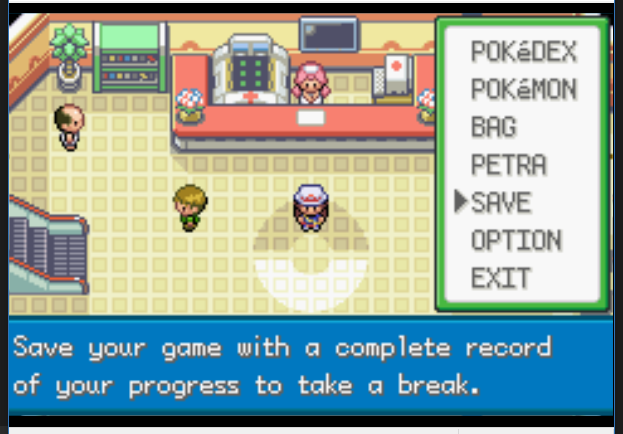 POKéDEX
POKéMON
BAG
PETRA
SAVE
OPTION
EXIT
Save your game with a complete record
of your progress to take a break.